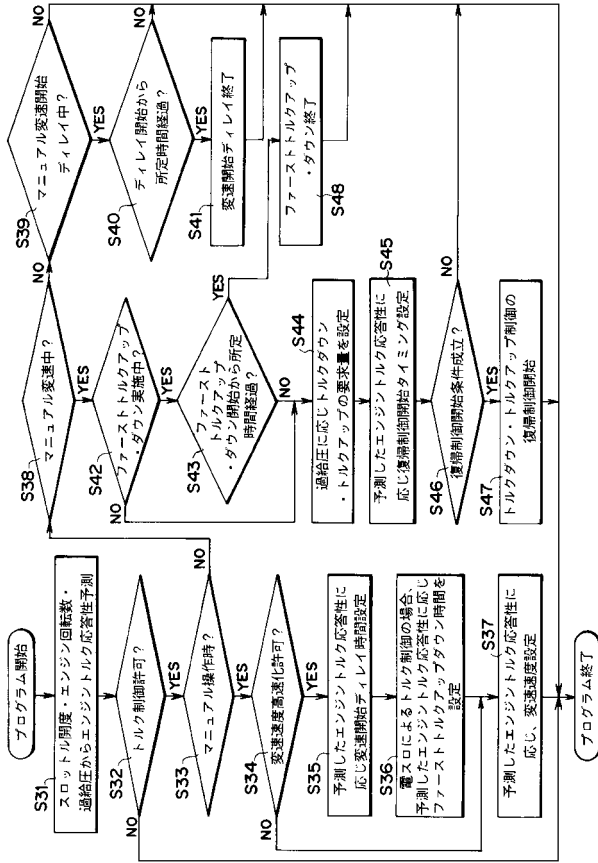 プログラム開始
S31
スロットル開度・エンジン回転数・
過給圧からエンジントルク応答性予測
S32
トルク制御許可?
NO
YES
S33
マニュアル操作時?
NO
YES
S34
変速速度高速化許可?
NO
YES
S35
予測したエンジントルク応答性に
応じ変速開始ディレイ時間設定
S36
電スロによるトルク制御の場合、
予測したエンジントルク応答性に応じ
ファーストトルクアップダウン時間を
設定
S37
予測したエンジントルク応答性に
応じ、変速速度設定
プログラム終了
S38
マニュアル変速中?
NO
YES
S42
ファーストトルクアップ
・ダウン実施中?
NO
YES
S43
ファースト
トルクアップ
・ダウン開始から所定
時間経過?
YES
NO
S44
過給圧に応じトルクダウン
・トルクアップの要求量を設定
S45
予測したエンジントルク応答性に
応じ復帰制御開始タイミング設定
S46
復帰制御開始条件成立?
NO
YES
S47
トルクダウン・トルクアップ制御の
復帰制御開始
S39
マニュアル変速開始
ディレイ中?
NO
YES
S40
ディレイ開始から
所定時間経過?
NO
YES
S41
変速開始ディレイ終了
ファーストトルクアップ
・ダウン終了
S48